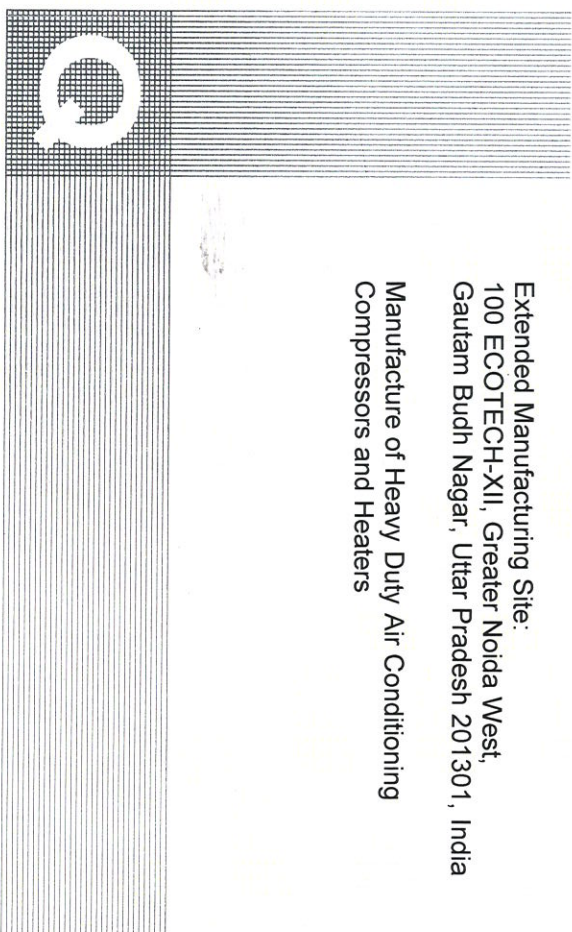 Extended Manufacturing Site:
100 ECOTECH-XII, Greater Noida West,
Gautam Budh Nagar, Uttar Pradesh 201301, India
Manufacture of Heavy Duty Air Conditioning
Compressors and Heaters
Q